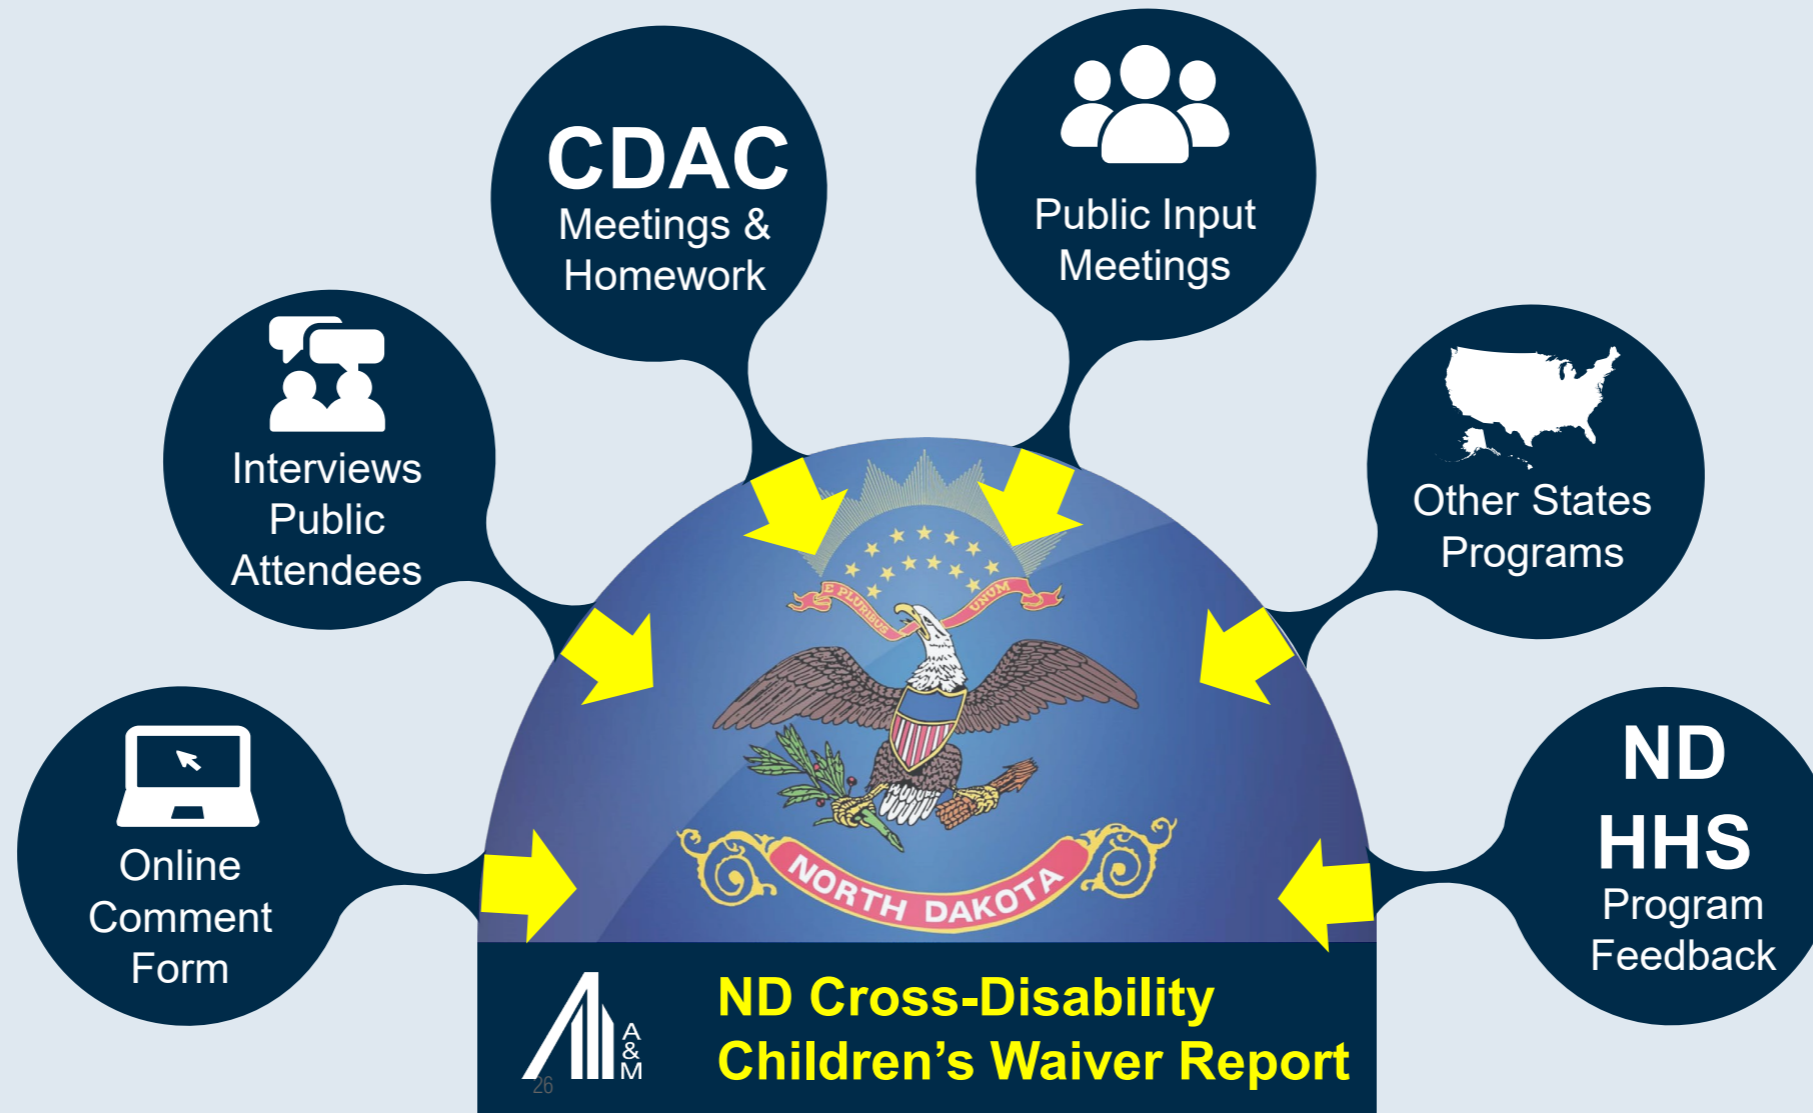 CDAC
Meetings &
Homework
Public Input
Meetings
Interviews
Public
Attendees
Other States
Programs
Online
Comment
Form
ND
HHS
Program
Feedback
E PLURIBUS
UNUM
NORTH DAKOTA
A
&
M
ND Cross-Disability
Children’s Waiver Report
26